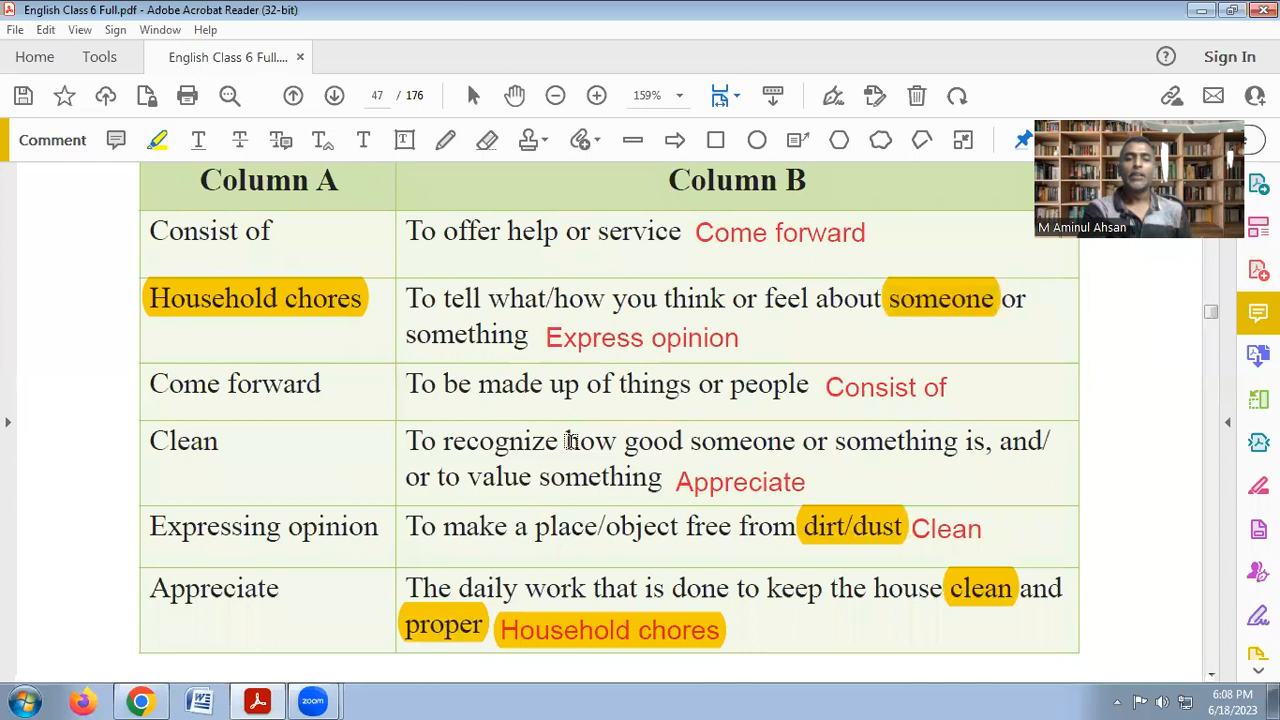 English Class 6 Full.pdf - Adobe Acrobat Reader (32-bit)
File Edit View Sign Window Help
Home Tools English Class 6 Full.... × Sign In
47 / 176 159%
Comment
M Aminul Ahsan
Column A Column B
Consist of To offer help or service Come forward
Household chores To tell what/how you think or feel about someone or
something Express opinion
Come forward To be made up of things or people Consist of
Clean To recognize how good someone or something is, and/
or to value something Appreciate
Expressing opinion To make a place/object free from dirt/dust Clean
Appreciate The daily work that is done to keep the house clean and
proper Household chores
zoom
6:08 PM
6/18/2023